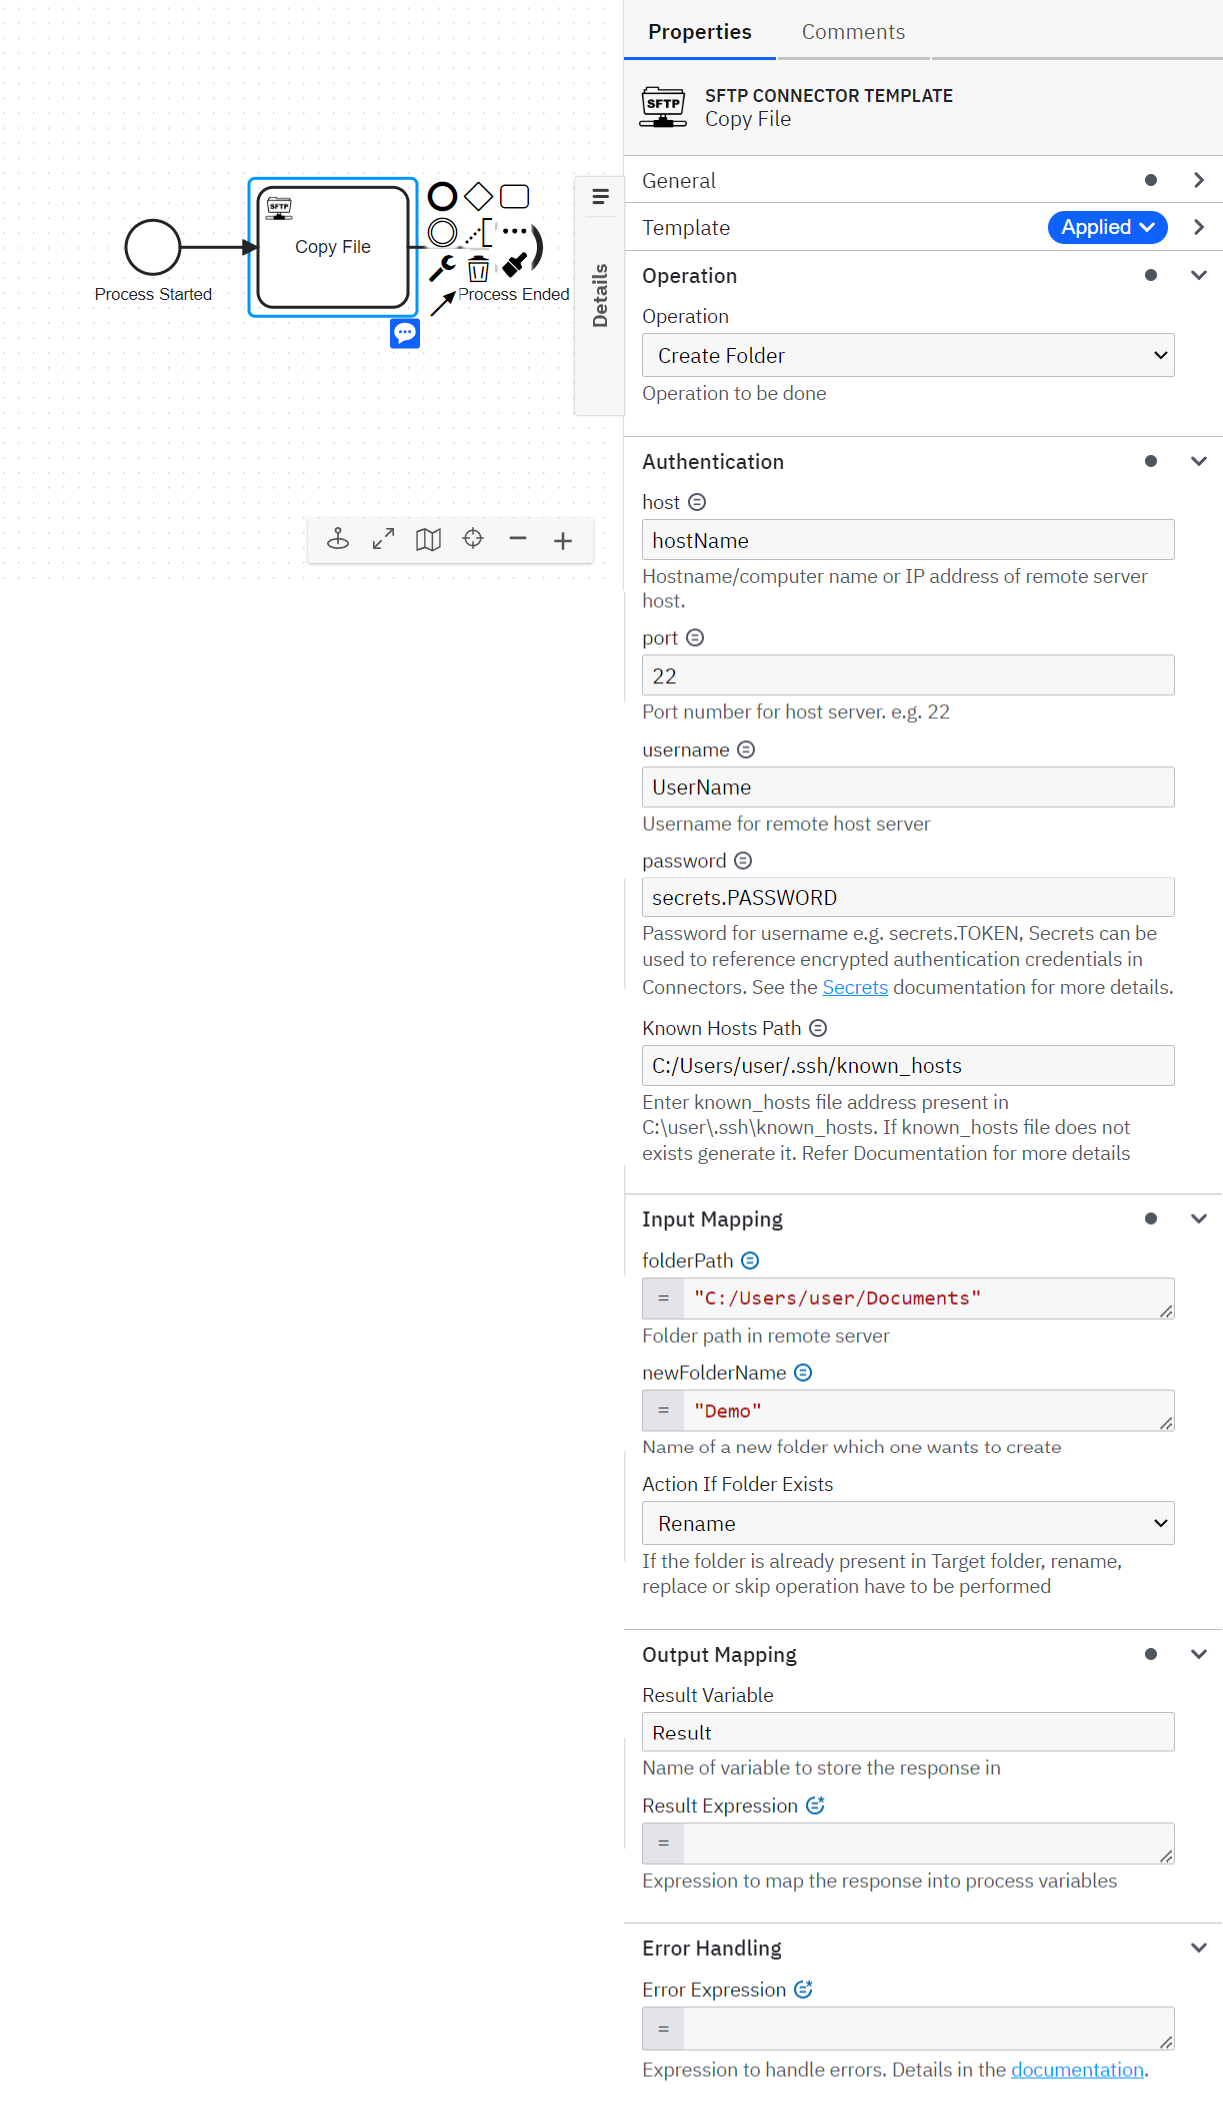 Properties
Comments
SFTP
SFTP CONNECTOR TEMPLATE
Copy File
General
Template
Applied
SFTP
Copy File
Process Started
Process Ended
Details
Operation
Operation
Create Folder
Operation to be done
Authentication
host
hostName
Hostname/computer name or IP address of remote server
host.
port
22
Port number for host server. e.g. 22
username
UserName
Username for remote host server
password
secrets.PASSWORD
Password for username e.g. secrets.TOKEN, Secrets can be
used to reference encrypted authentication credentials in
Connectors. See the Secrets documentation for more details.
Known Hosts Path
C:/Users/user/.ssh/known_hosts
Enter known_hosts file address present in
C:\user\.ssh\known_hosts. If known_hosts file does not
exists generate it. Refer Documentation for more details
Input Mapping
folderPath
= "C:/Users/user/Documents"
Folder path in remote server
newFolderName
= "Demo"
Name of a new folder which one wants to create
Action If Folder Exists
Rename
If the folder is already present in Target folder, rename,
replace or skip operation have to be performed
Output Mapping
Result Variable
Result
Name of variable to store the response in
Result Expression
=
Expression to map the response into process variables
Error Handling
Error Expression
=
Expression to handle errors. Details in the documentation.